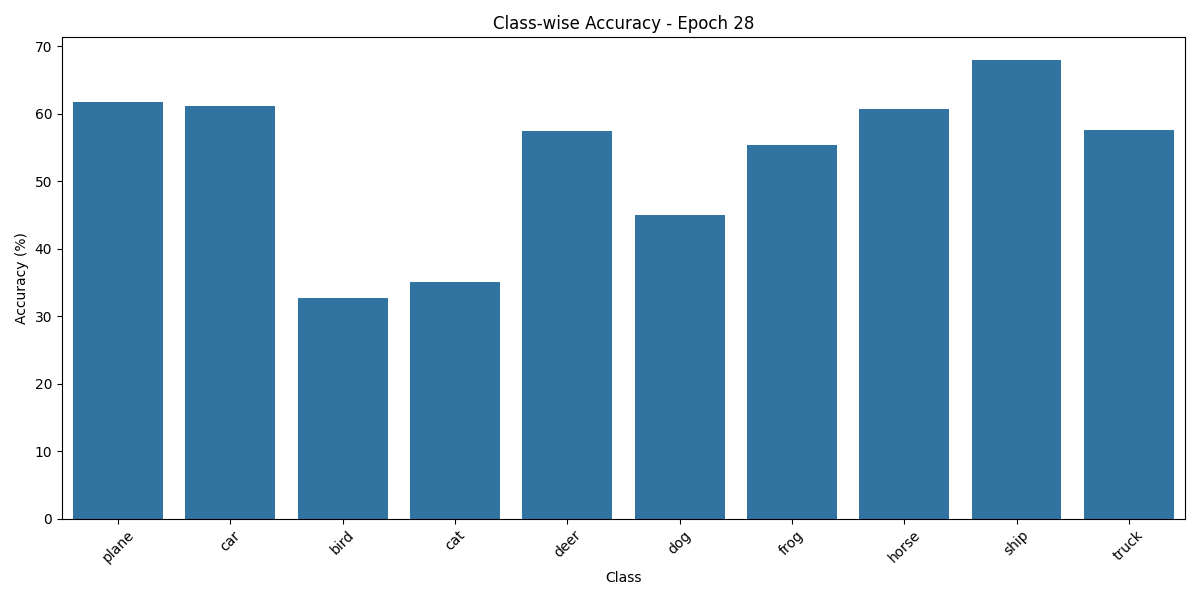 Class-wise Accuracy - Epoch 28
Accuracy (%)
70
60
50
40
30
20
10
0
plane
car
bird
cat
deer
dog
frog
horse
ship
truck
Class